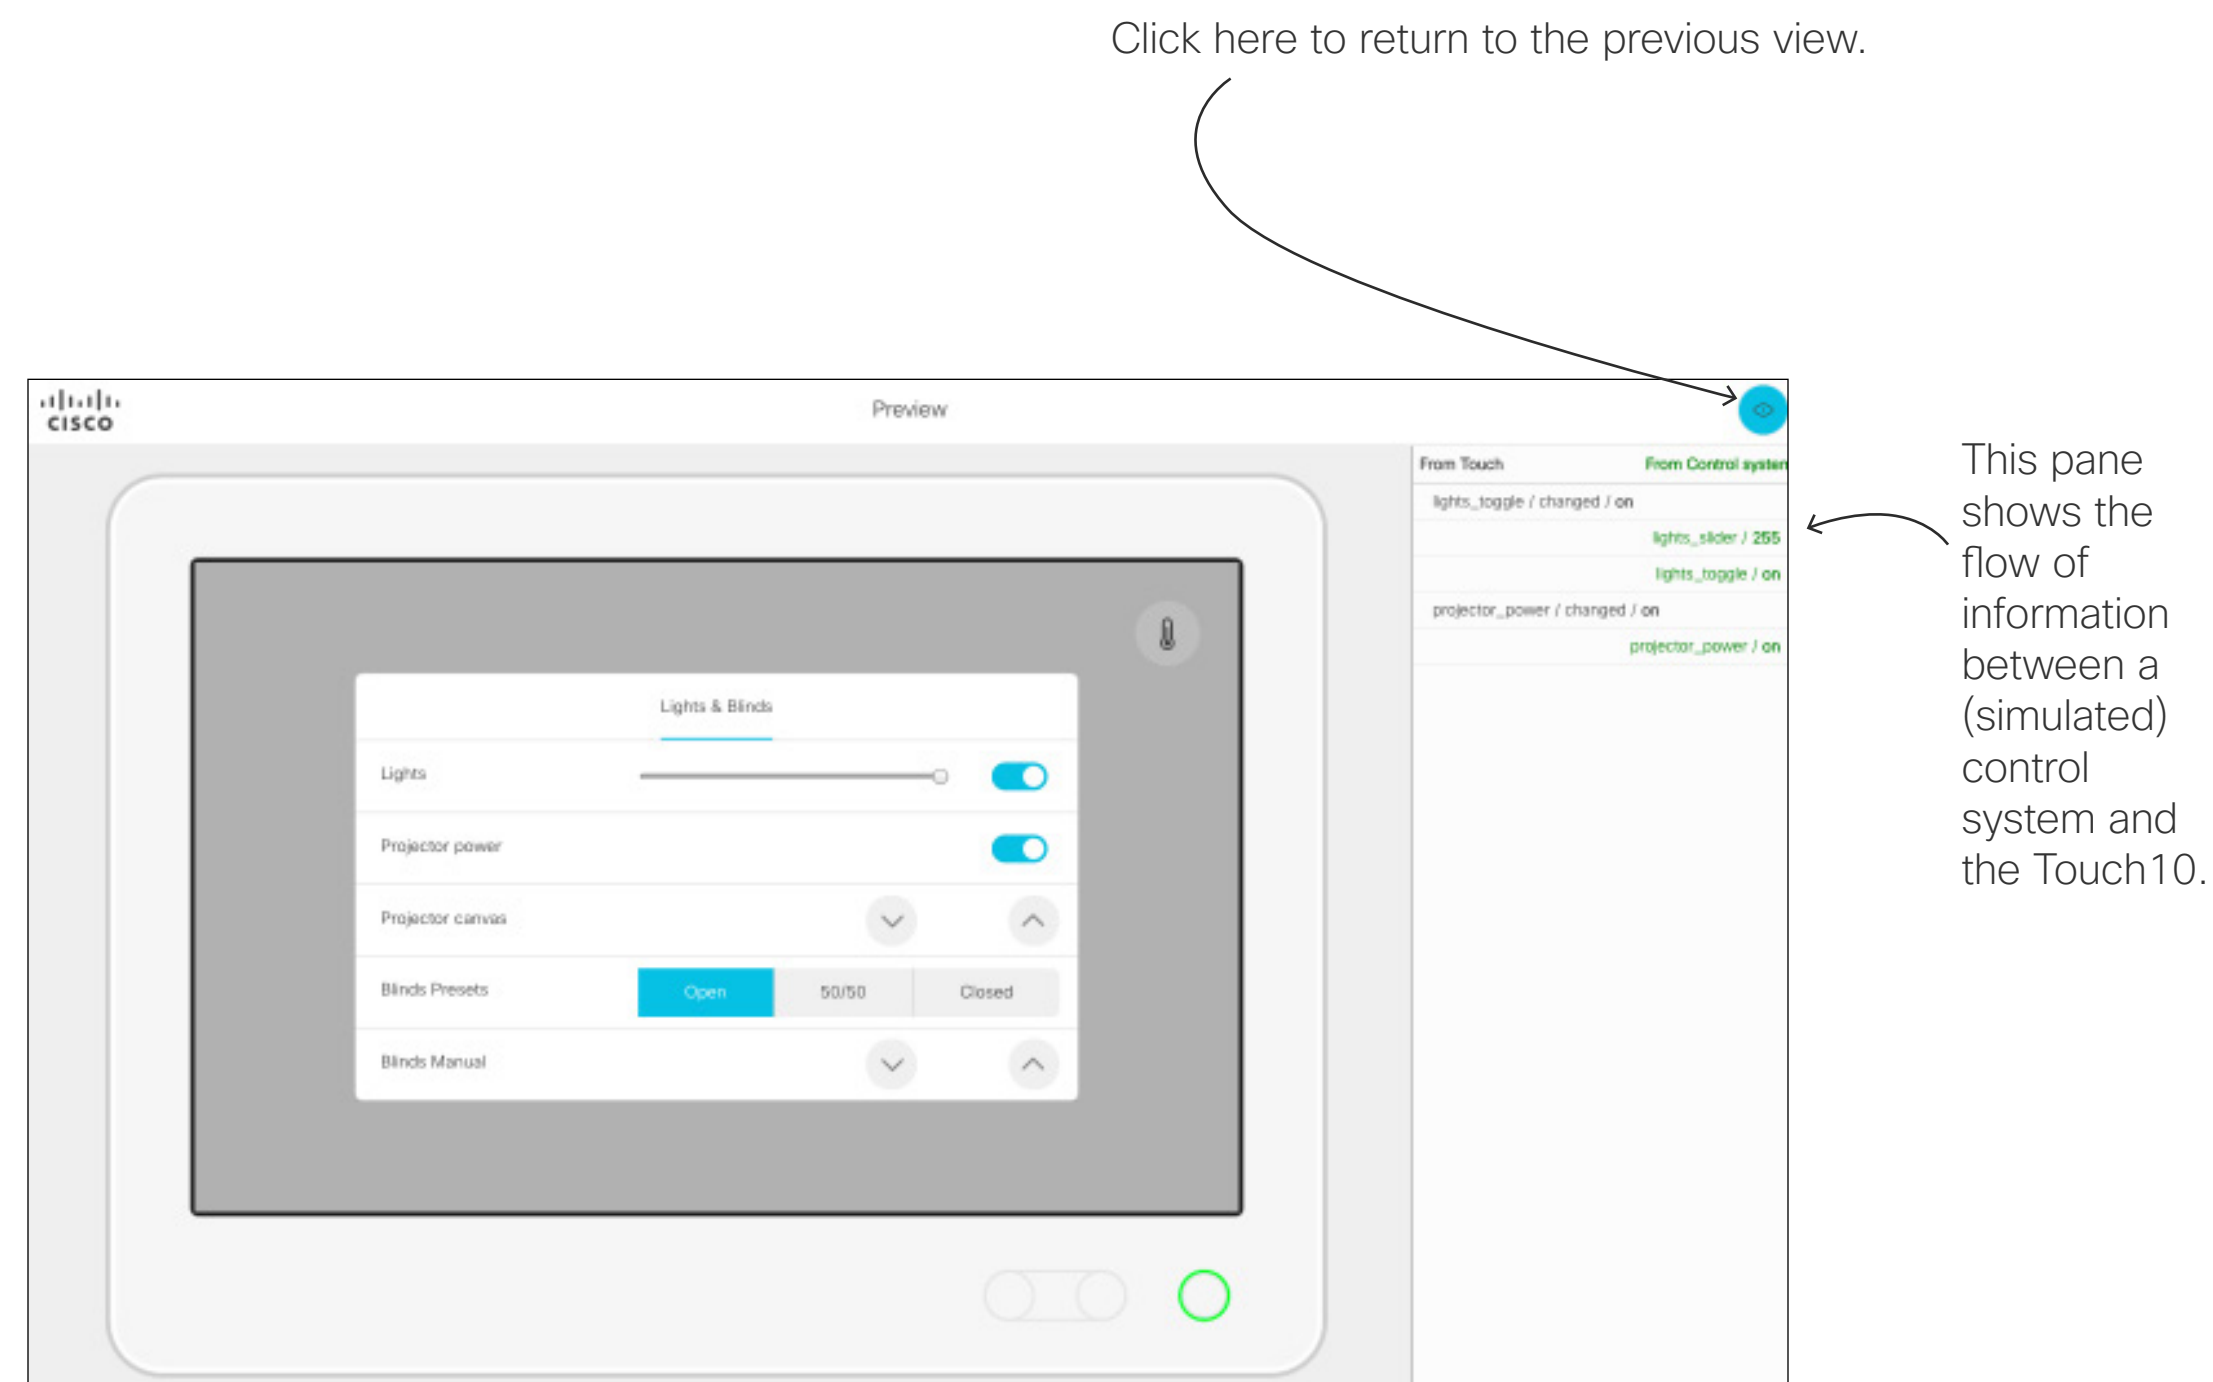 Click here to return to the previous view.
CISCO
Preview
From Touch
From Control system
lights_toggle / changed / on
lights_slider / 255
lights_toggle / on
projector_power / changed / on
projector_power / on
This pane
shows the
flow of
information
between a
(simulated)
control
system and
the Touch10.
Lights & Blinds
Lights
Projector power
Projector canvas
Blinds Presets
Open
50/50
Closed
Blinds Manual